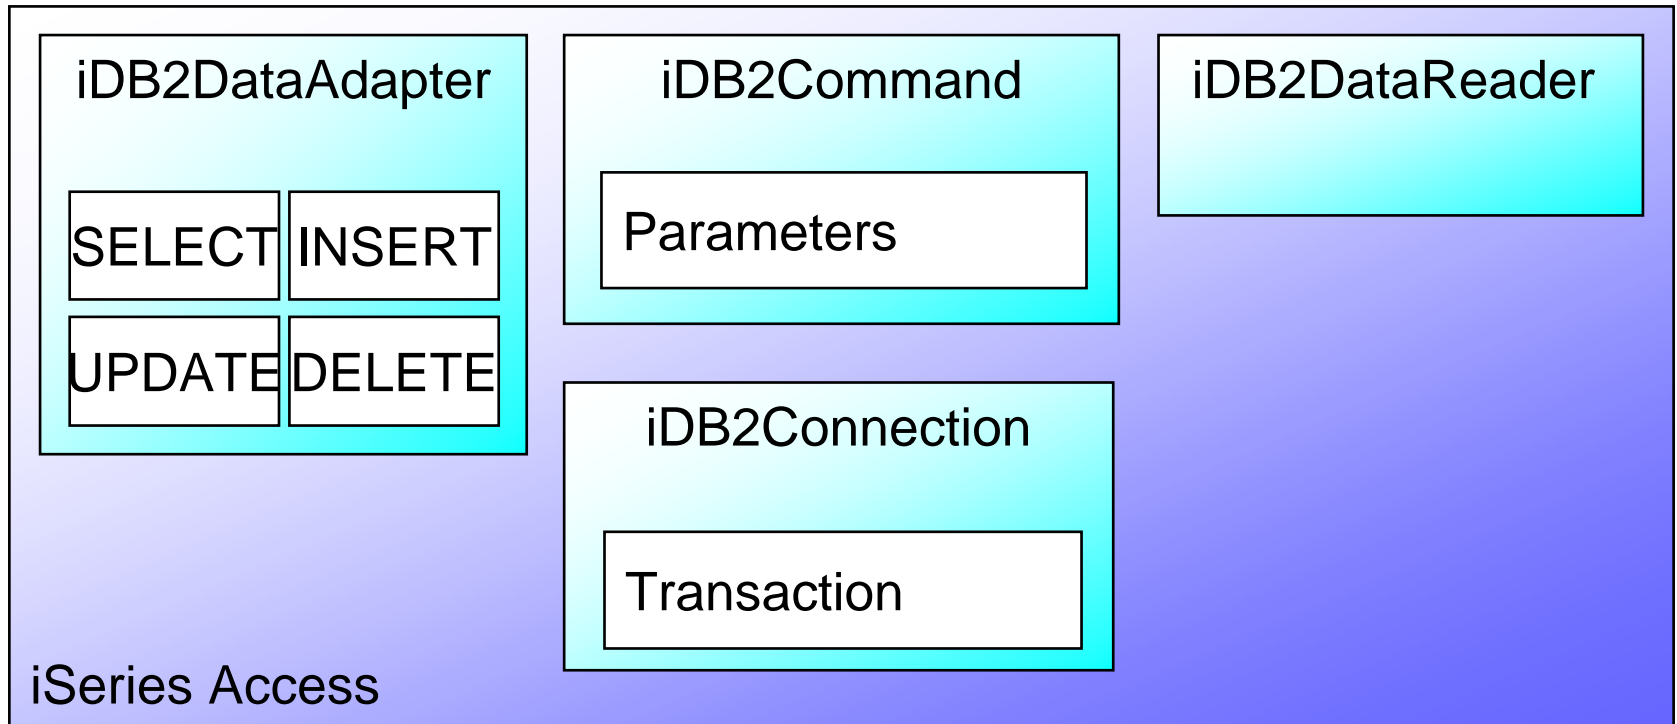 iDB2DataAdapter
SELECT
INSERT
UPDATE
DELETE
iDB2Command
Parameters
iDB2Connection
Transaction
iDB2DataReader
iSeries Access